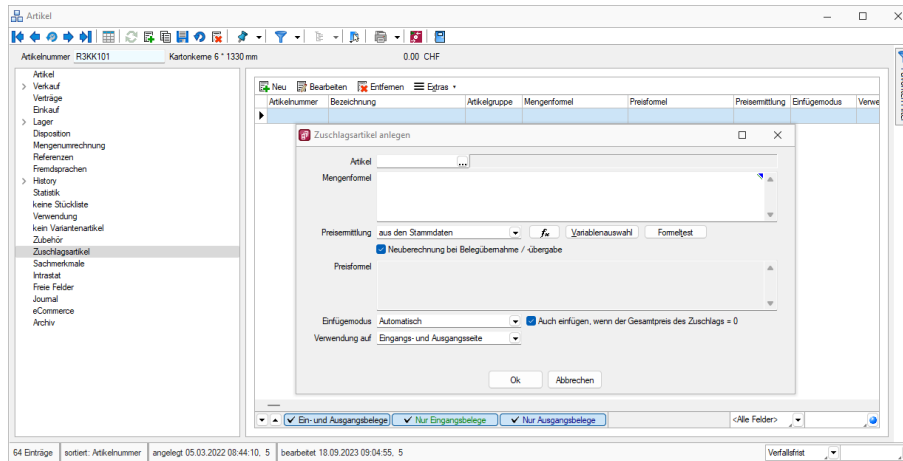 Artikel
Artikelnummer R3KK101 Kartonkerne 6 * 1330 mm 0.00 CHF
Artikel
Verkauf
Verträge
Einkauf
Lager
Disposition
Mengenumrechnung
Referenzen
Fremdsprachen
History
Statistik
keine Stückliste
Verwendung
kein Variantenartikel
Zubehör
Zuschlagsartikel
Sachmerkmale
Intrastat
Freie Felder
Journal
eCommerce
Archiv
Neu Bearbeiten Entfernen Extras
Artikelnummer Bezeichnung Artikelgruppe Mengenformel Preisformel Preisermittlung Einfügemodus Verwe
Zuschlagsartikel anlegen
Artikel ...
Mengenformel
Preisermittlung aus den Stammdaten fx Variablenauswahl Formeltest
Neuberechnung bei Belegübernahme / -übergabe
Preisformel
Einfügemodus Automatisch Auch einfügen, wenn der Gesamtpreis des Zuschlags = 0
Verwendung auf Eingangs- und Ausgangsseite
Ok Abbrechen
Ein- und Ausgangsbelege Nur Eingangsbelege Nur Ausgangsbelege <Alle Felder>
64 Einträge sortiert: Artikelnummer angelegt 05.03.2022 08:44:10, 5 bearbeitet 18.09.2023 09:04:55, 5 Verfallsfrist